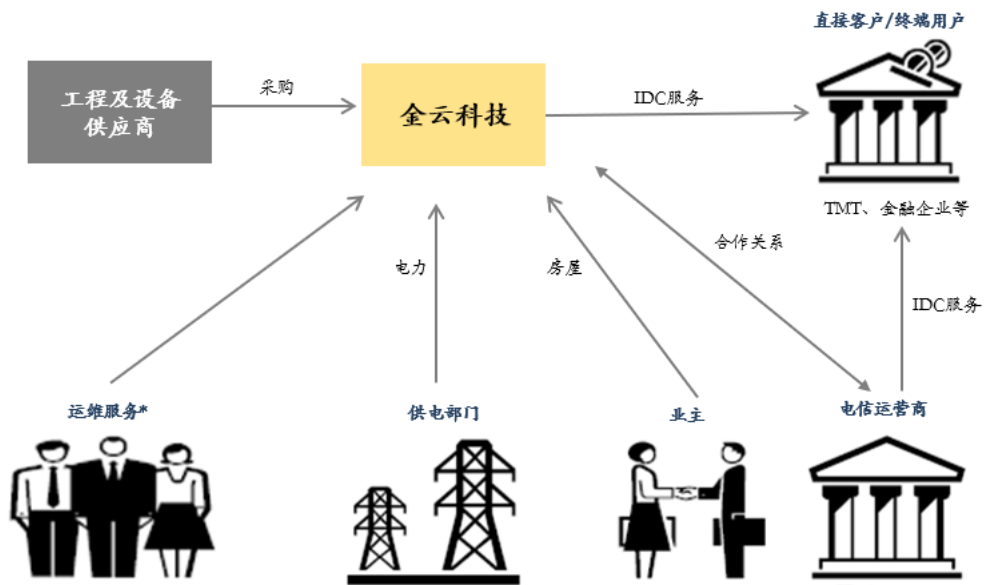 直接客户/终端用户
工程及设备
供应商
采购
金云科技
IDC服务
TMT、金融企业等
电力
房屋
合作关系
IDC服务
运维服务*
供电部门
业主
电信运营商